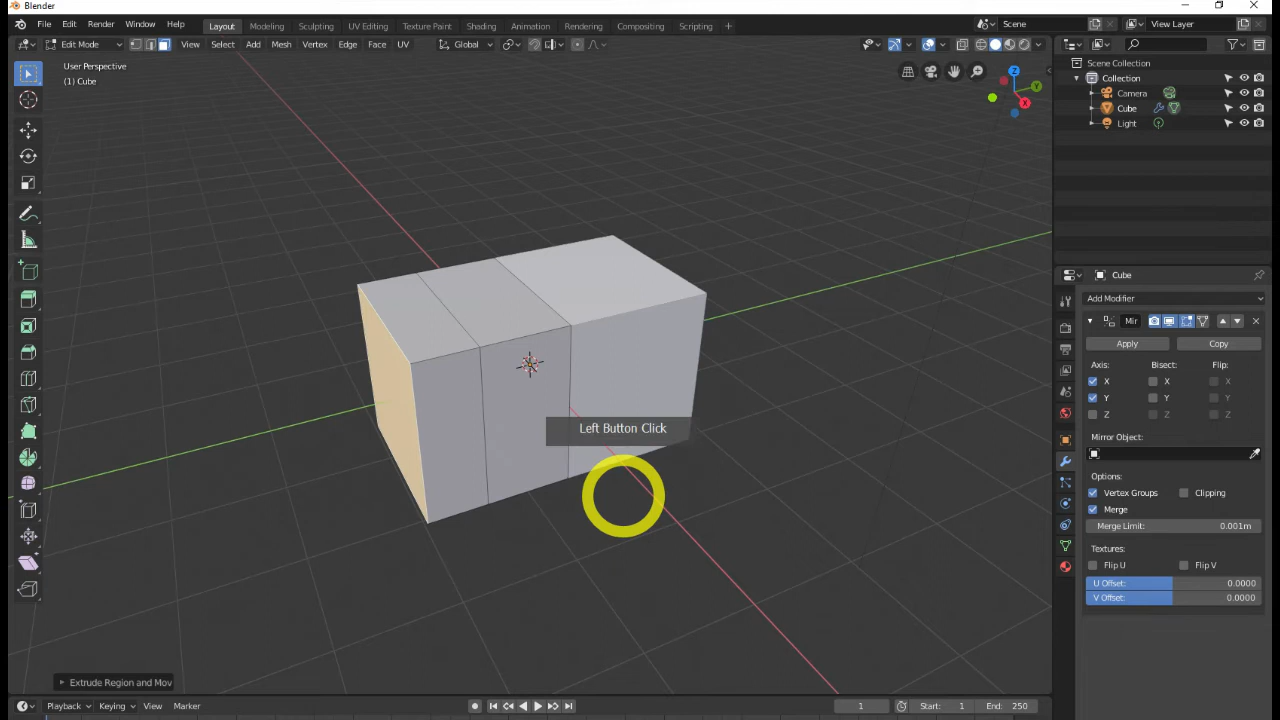 Blender
File Edit Render Window Help
Layout Modeling Sculpting UV Editing Texture Paint Shading Animation Rendering Compositing Scripting +
Scene
View Layer
Edit Mode View Select Add Mesh Vertex Edge Face UV Global
User Perspective
(1) Cube
Z
Y
X
Scene Collection
Collection
Camera
Cube
Light
Cube
Add Modifier
Mir
Apply Copy
Axis: Bisect: Flip:
X X X
Y Y Y
Z Z Z
Mirror Object:
Options:
Vertex Groups Clipping
Merge
Merge Limit: 0.001m
Textures:
Flip U Flip V
U Offset: 0.0000
V Offset: 0.0000
Left Button Click
Extrude Region and Mov
Playback Keying View Marker
1 Start: 1 End: 250